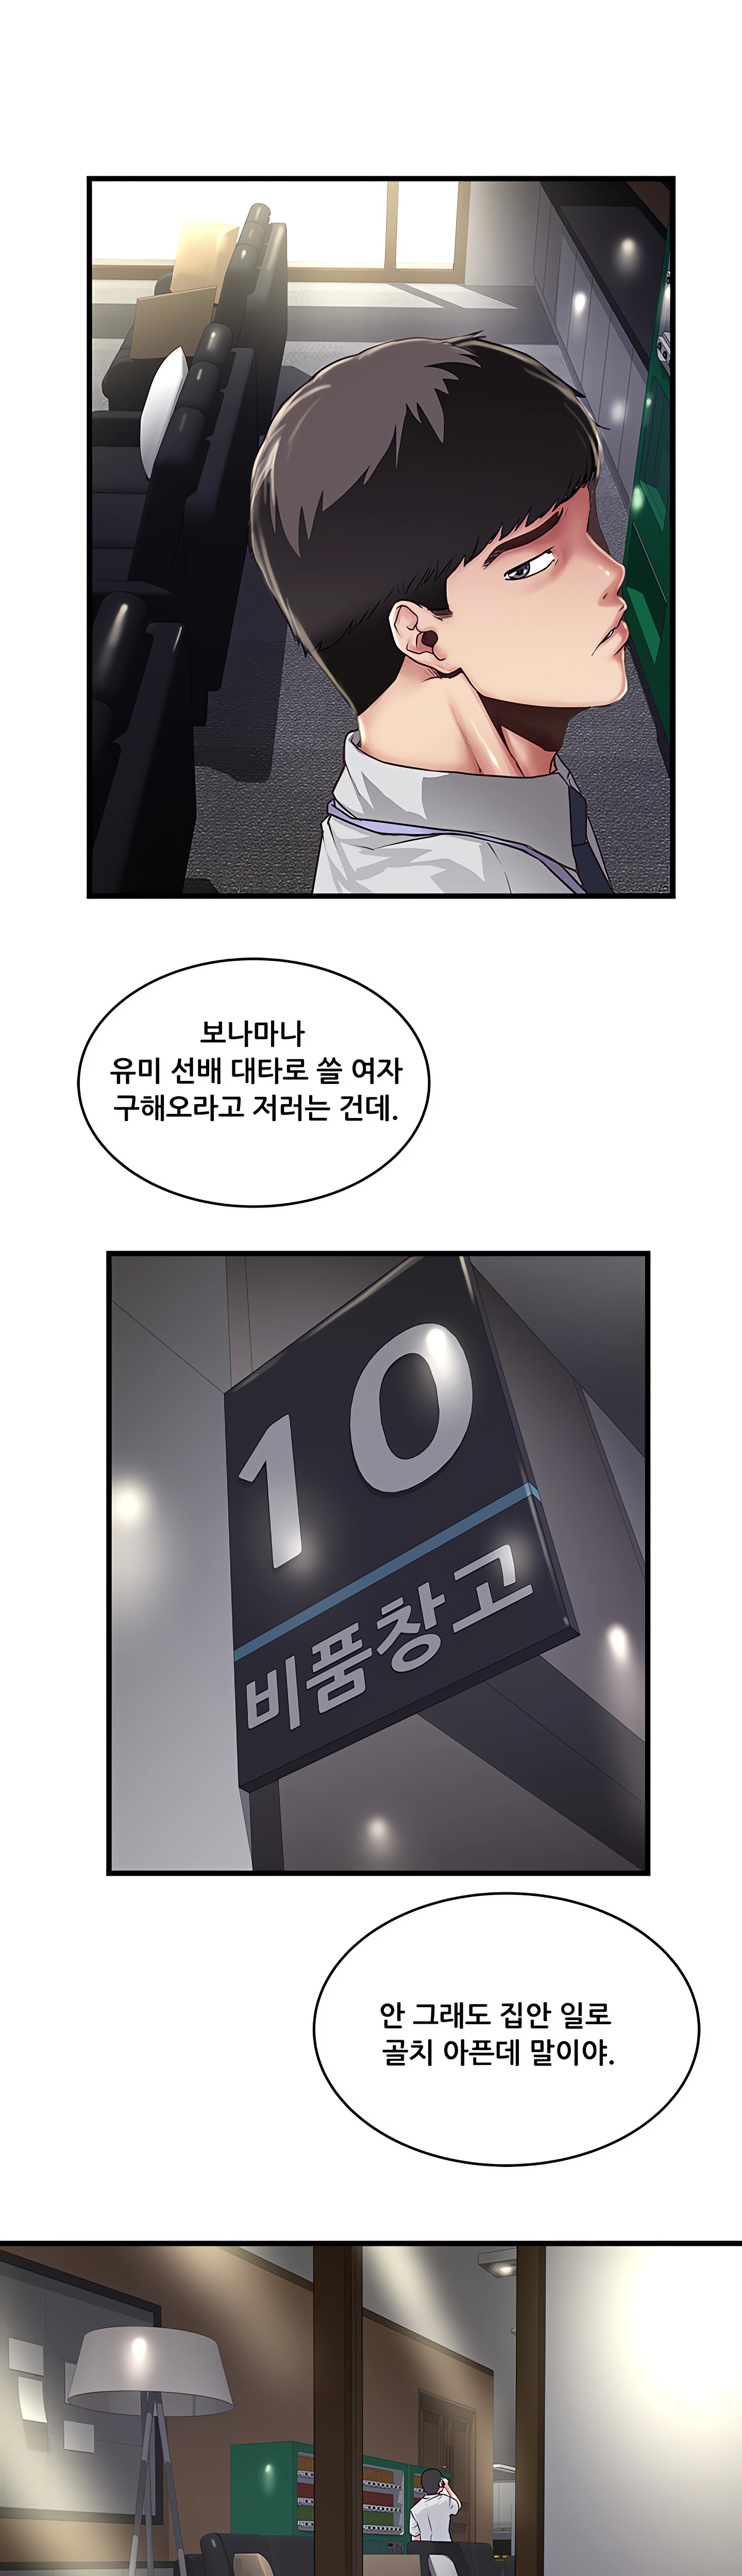 보나마나
유미 선배 대타로 쓸 여자
구해오라고 저러는 건데.
10
비품창고
안 그래도 집안 일로
골치 아픈데 말이야.